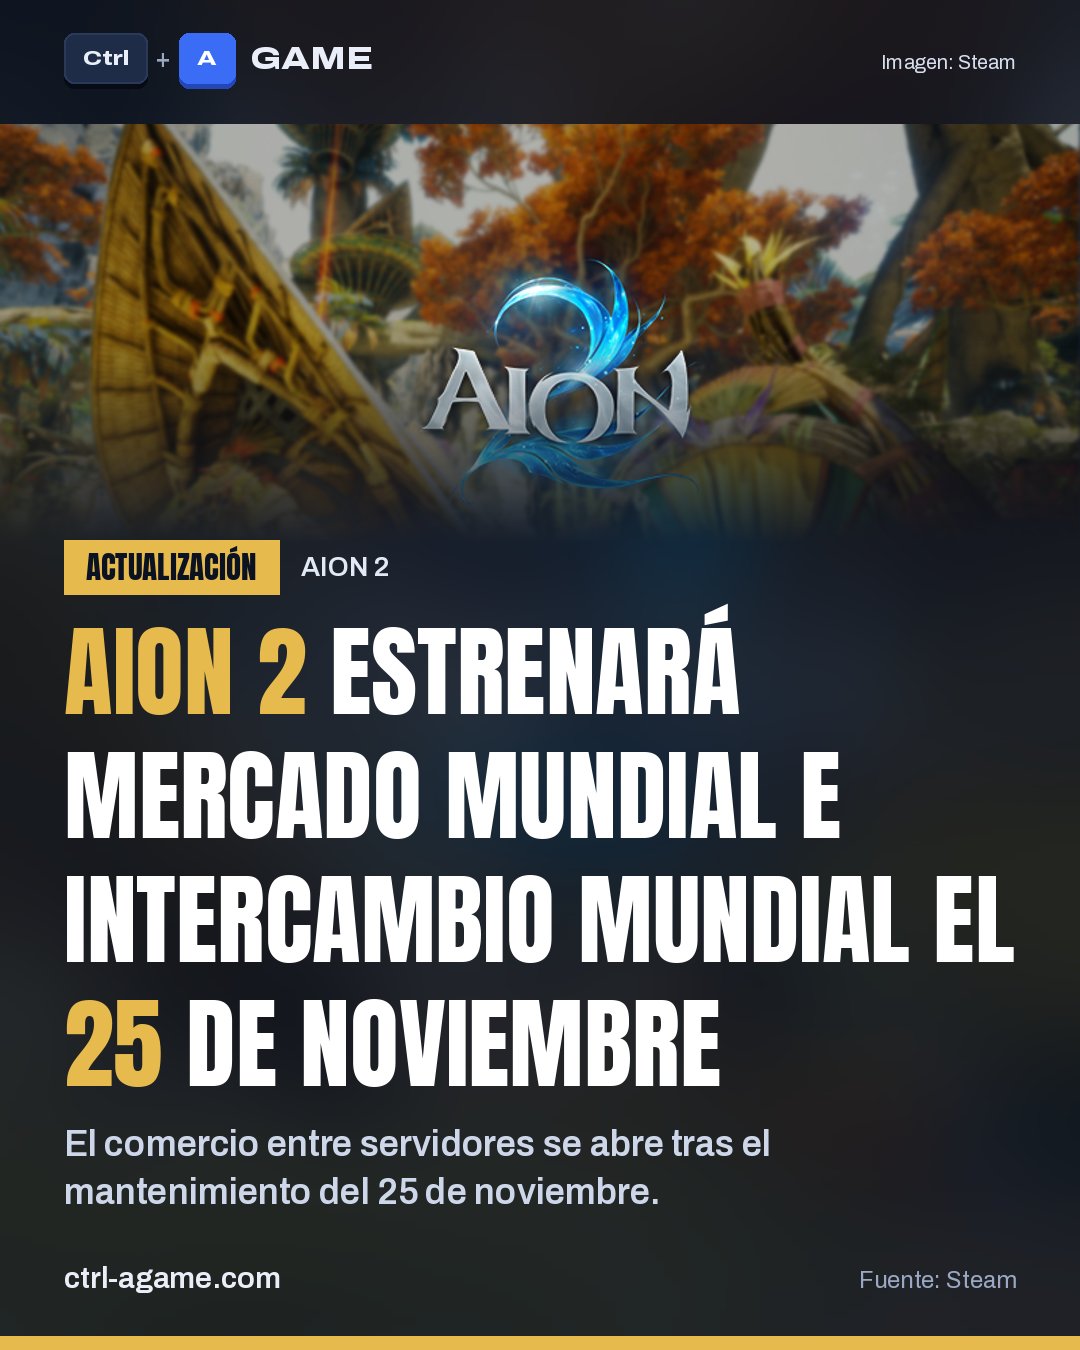 Ctrl + A GAME
Imagen: Steam
AION
ACTUALIZACIÓN AION 2
AION 2 ESTRENARÁ
MERCADO MUNDIAL E
INTERCAMBIO MUNDIAL EL
25 DE NOVIEMBRE
El comercio entre servidores se abre tras el
mantenimiento del 25 de noviembre.
ctrl-agame.com
Fuente: Steam